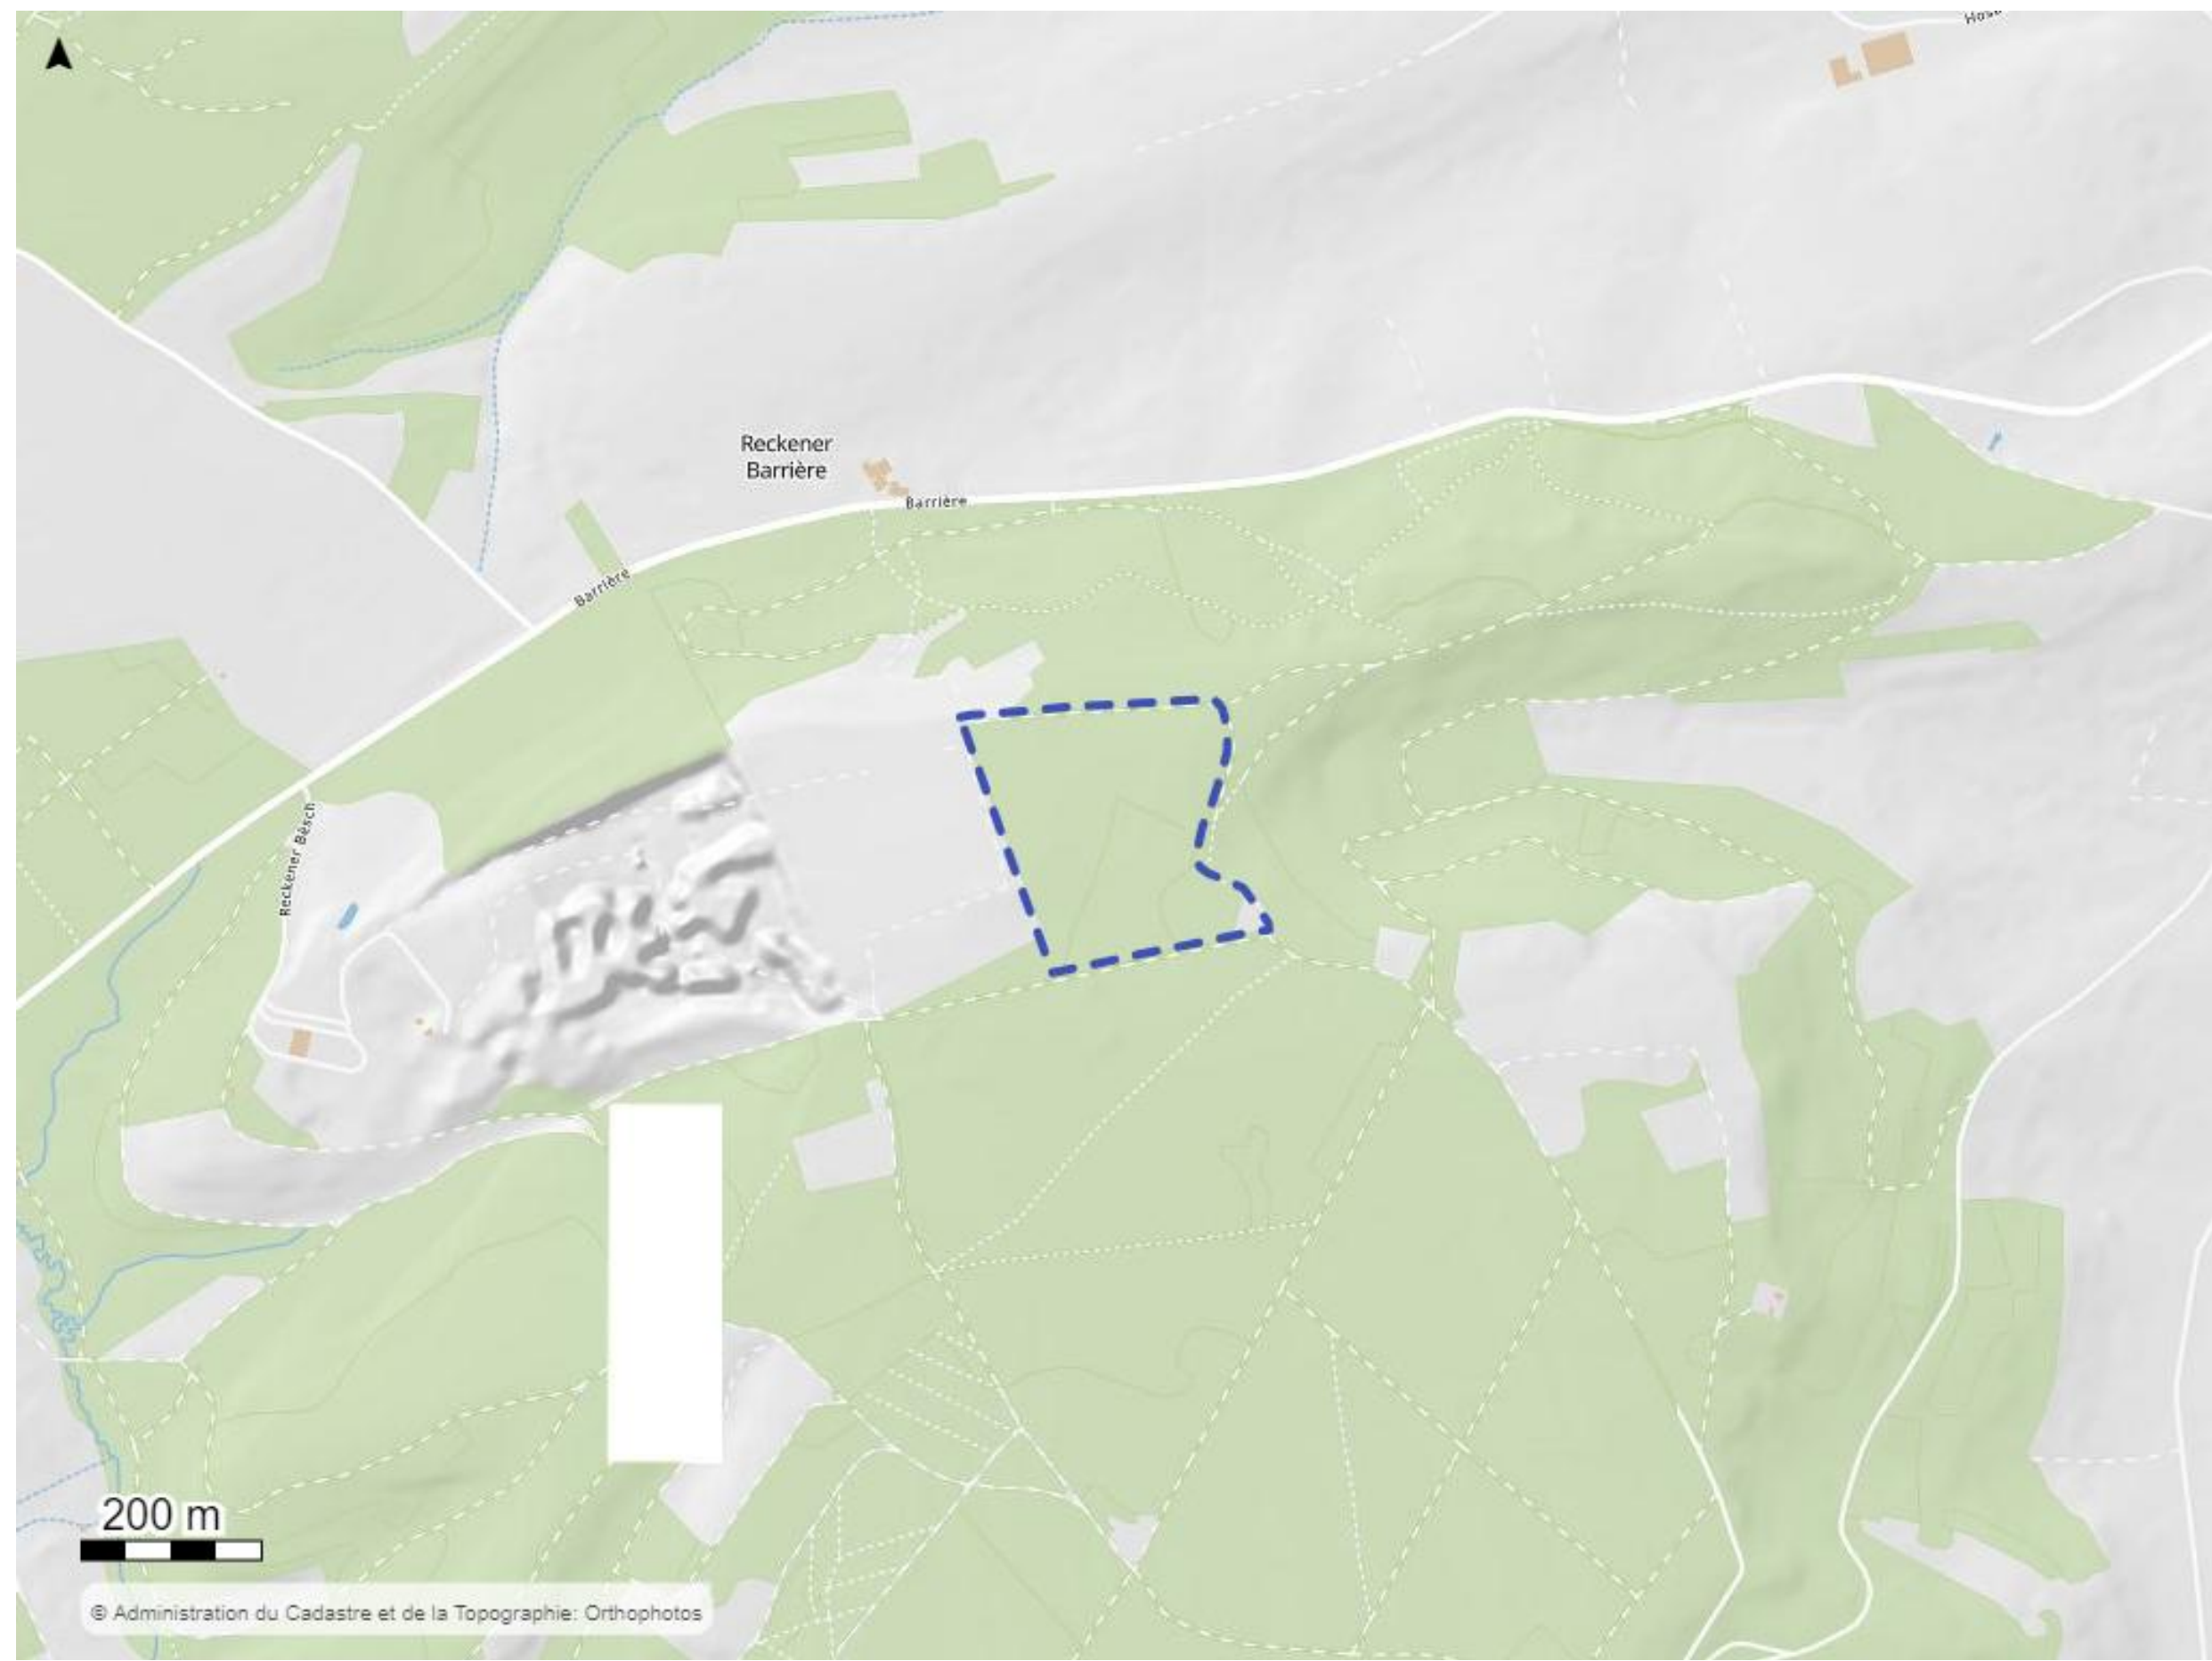 Reckener
Barrière
Barrière
Barrière
Reckener Bësch
200 m
© Administration du Cadastre et de la Topographie: Orthophotos